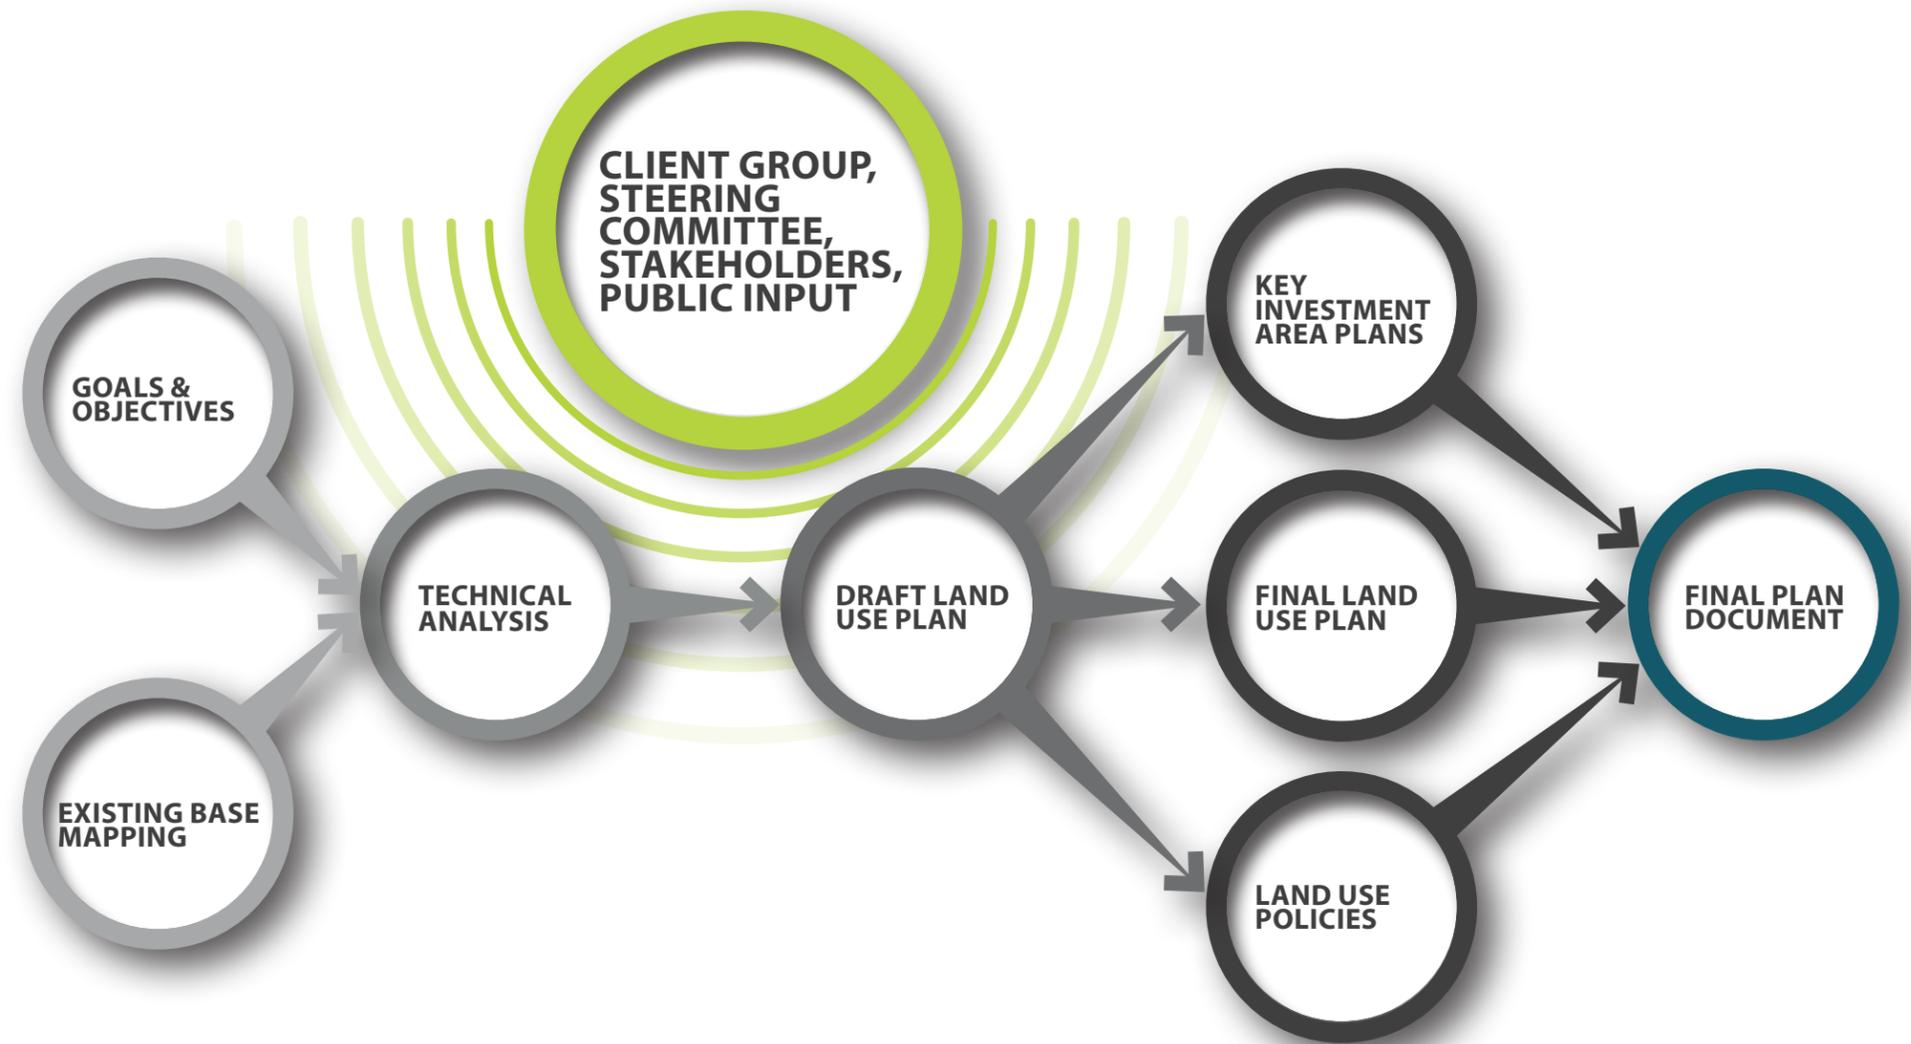 CLIENT GROUP,
STEERING
COMMITTEE,
STAKEHOLDERS,
PUBLIC INPUT
GOALS &
OBJECTIVES
EXISTING BASE
MAPPING
TECHNICAL
ANALYSIS
DRAFT LAND
USE PLAN
KEY
INVESTMENT
AREA PLANS
FINAL LAND
USE PLAN
LAND USE
POLICIES
FINAL PLAN
DOCUMENT